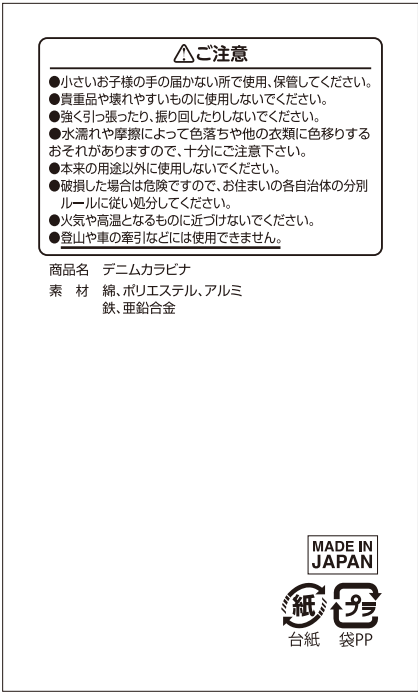 ⚠ご注意
●小さいお子様の手の届かない所で使用、保管してください。
●貴重品や壊れやすいものに使用しないでください。
●強く引っ張ったり、振り回したりしないでください。
●水濡れや摩擦によって色落ちや他の衣類に色移りする
おそれがありますので、十分にご注意下さい。
●本来の用途以外に使用しないでください。
●破損した場合は危険ですので、お住まいの各自治体の分別
ルールに従い処分してください。
●火気や高温となるものに近づけないでください。
●登山や車の牽引などには使用できません。
商品名 デニムカラビナ
素 材 綿、ポリエステル、アルミ
鉄、亜鉛合金
MADE IN
JAPAN
紙 プラ
台紙 袋PP